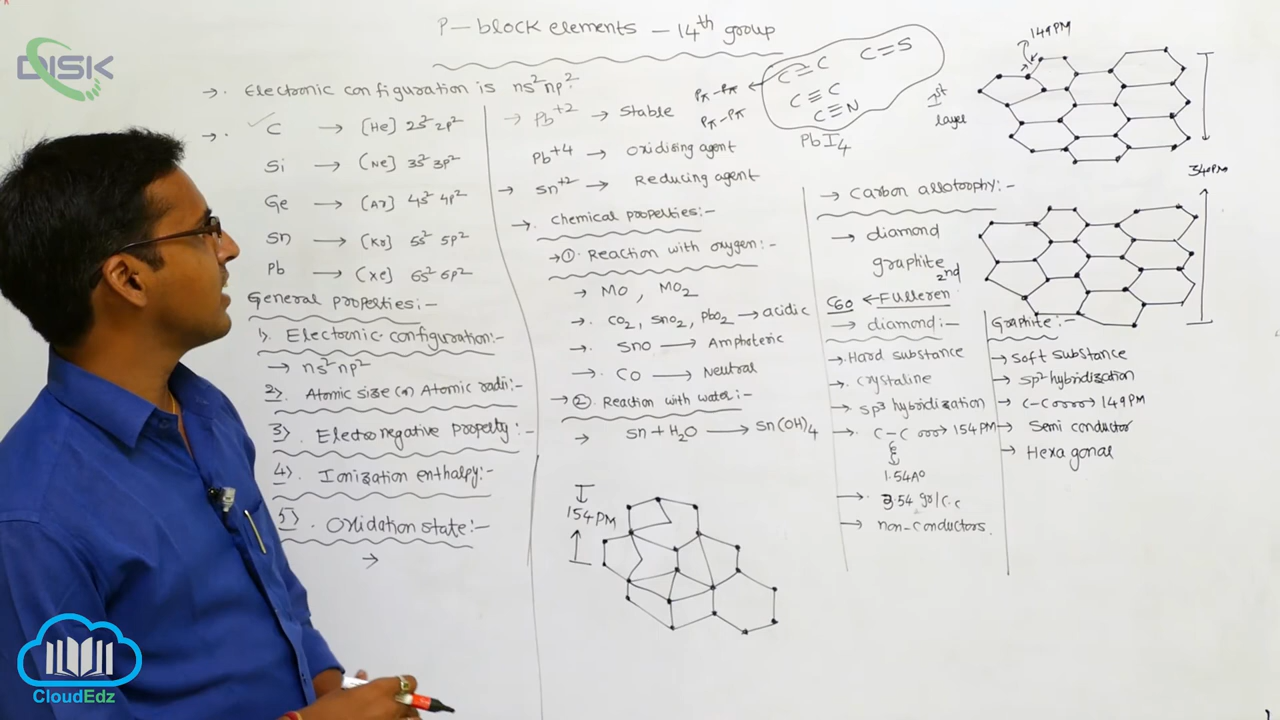 DISK
P-block elements - 14th group
→. Electronic configuration is ns² np².
→. C → [He] 2s² 2p²
Si → [Ne] 3s² 3p²
Ge → [Ar] 4s² 4p²
Sn → [Kr] 5s² 5p²
Pb → [Xe] 6s² 6p²
General properties:-
1). Electronic configuration:-
→ ns² np²
2). Atomic size (or) Atomic radii:-
3). Electronegative Property:-
4). Ionization enthalpy:-
5). Oxidation state:-
→
→ Pb+2 → Stable
Pb+4 → Oxidising agent
→ Sn+2 → Reducing agent
→. Chemical properties:-
→①. Reaction with oxygen:-
→ MO, MO₂
→. CO₂, SnO₂, PbO₂ → acidic
→. SnO → Amphoteric
→. CO → Neutral
→② Reaction with water:-
→ Sn + H₂O → Sn(OH)₄
154PM
Pπ-Pπ
Pπ-Pπ
C=C
C=S
C≡C
C≡N
PbI₄
→ Carbon allotrophy:-
→ diamond
graphite
C60 ← Fulleren
→ diamond:-
→. Hard substance
→. Crystaline
→. sp³ hybridization
→. C-C → 154PM
1.54A°
→. 3.54 gr/c.c
→ non-conductors.
149PM
1st
layer
340PM
2nd
Graphite:-
→ Soft substance
→ sp² hybridization
→ C-C → 149PM
→ Semi conductor
→ Hexagonal
CloudEdz